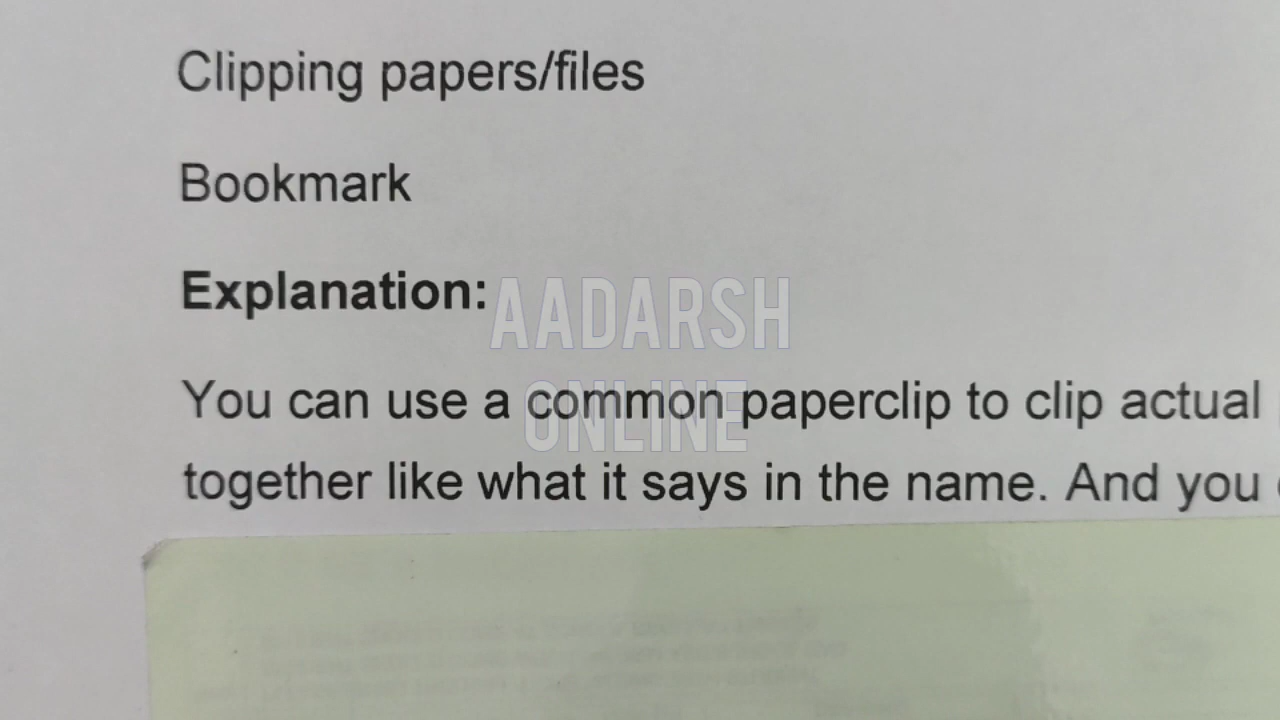 Clipping papers/files
Bookmark
Explanation:
AADARSH
ONLINE
You can use a common paperclip to clip actual
together like what it says in the name. And you